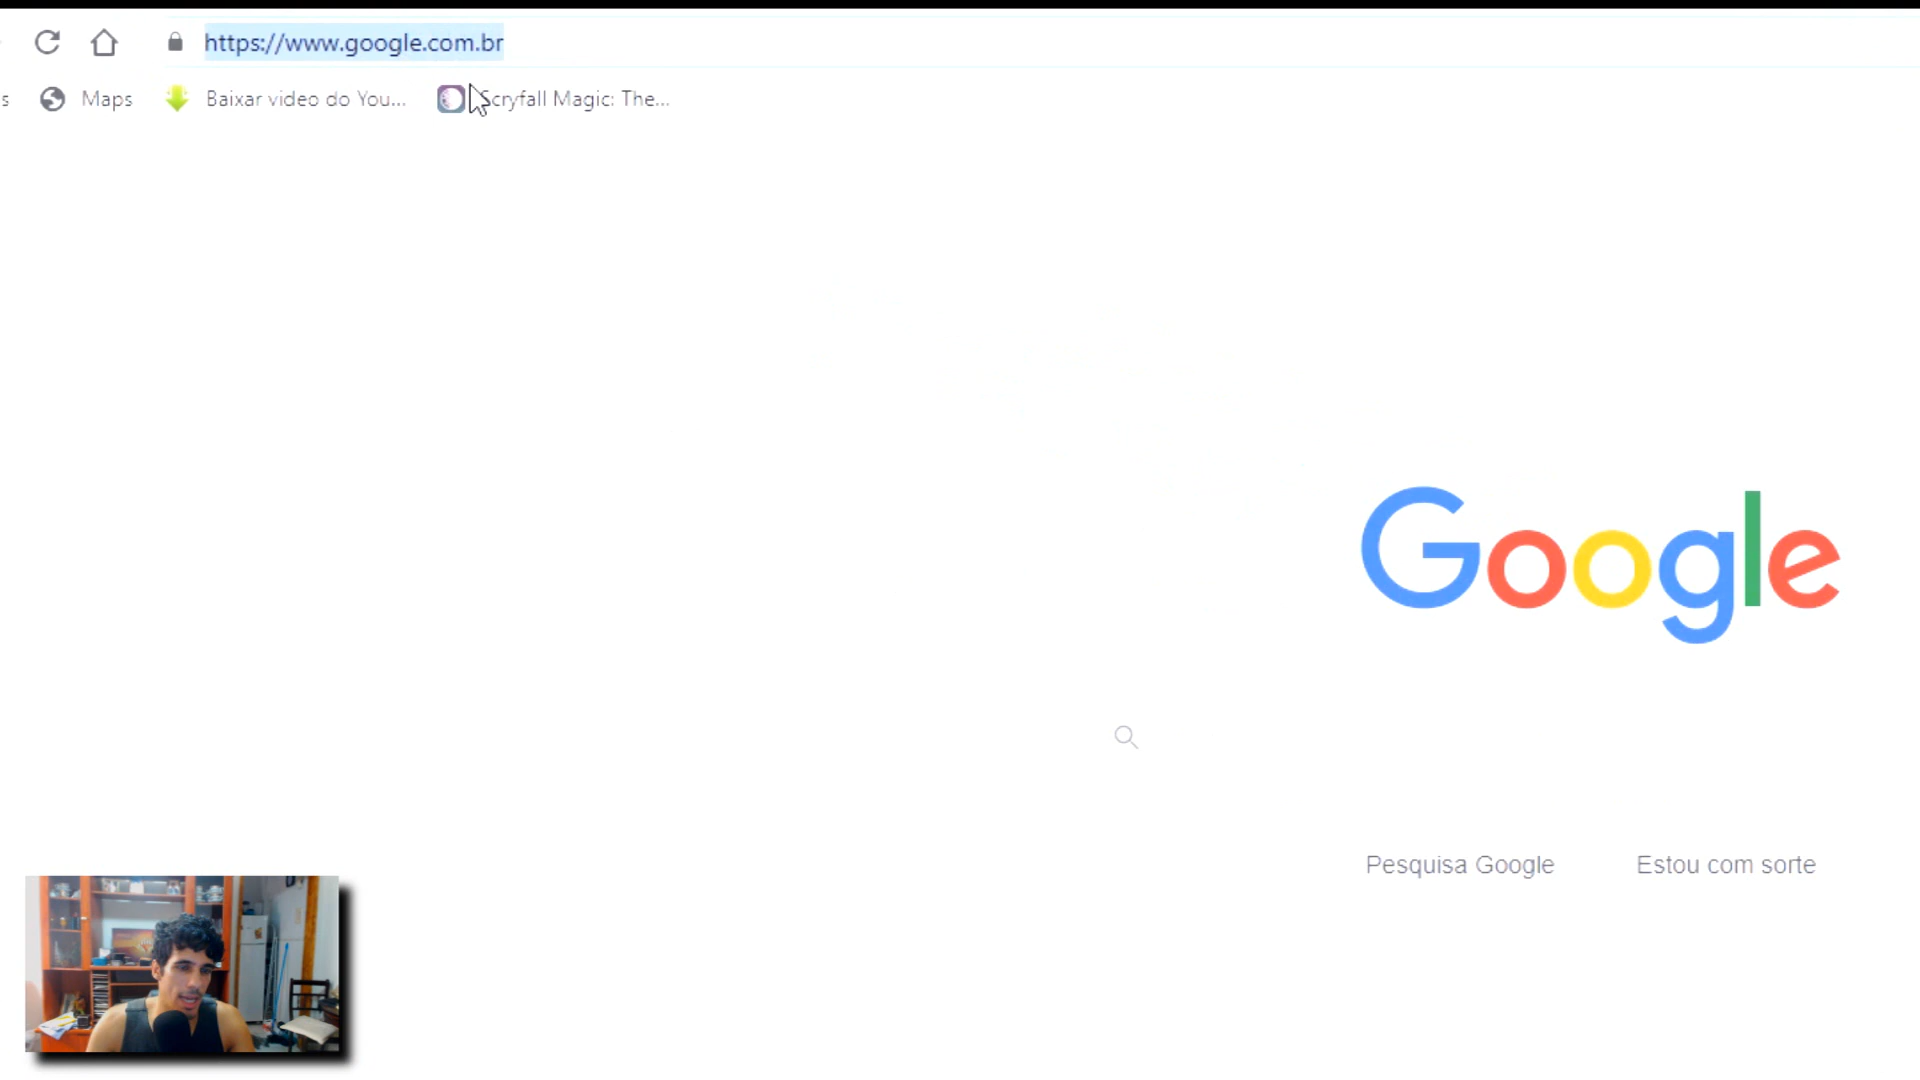 https://www.google.com.br
s Maps Baixar video do You... Scryfall Magic: The...
Google
Pesquisa Google Estou com sorte